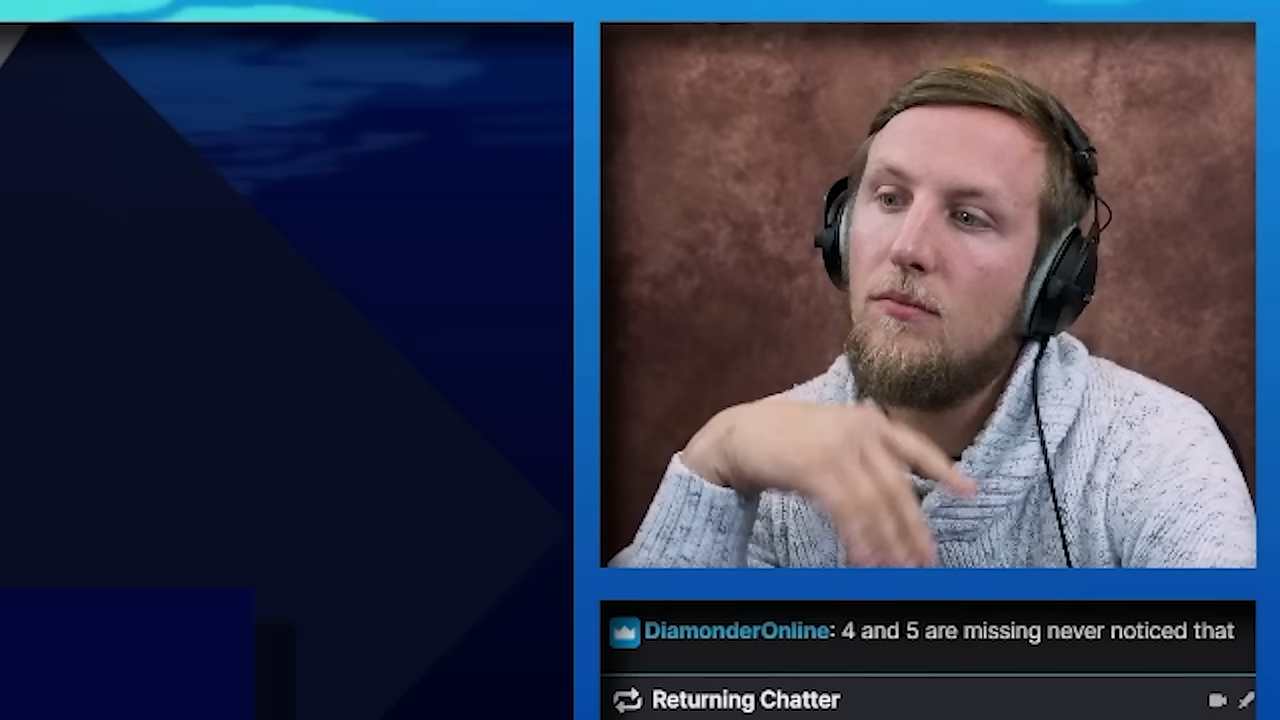 DiamonderOnline: 4 and 5 are missing never noticed that
Returning Chatter